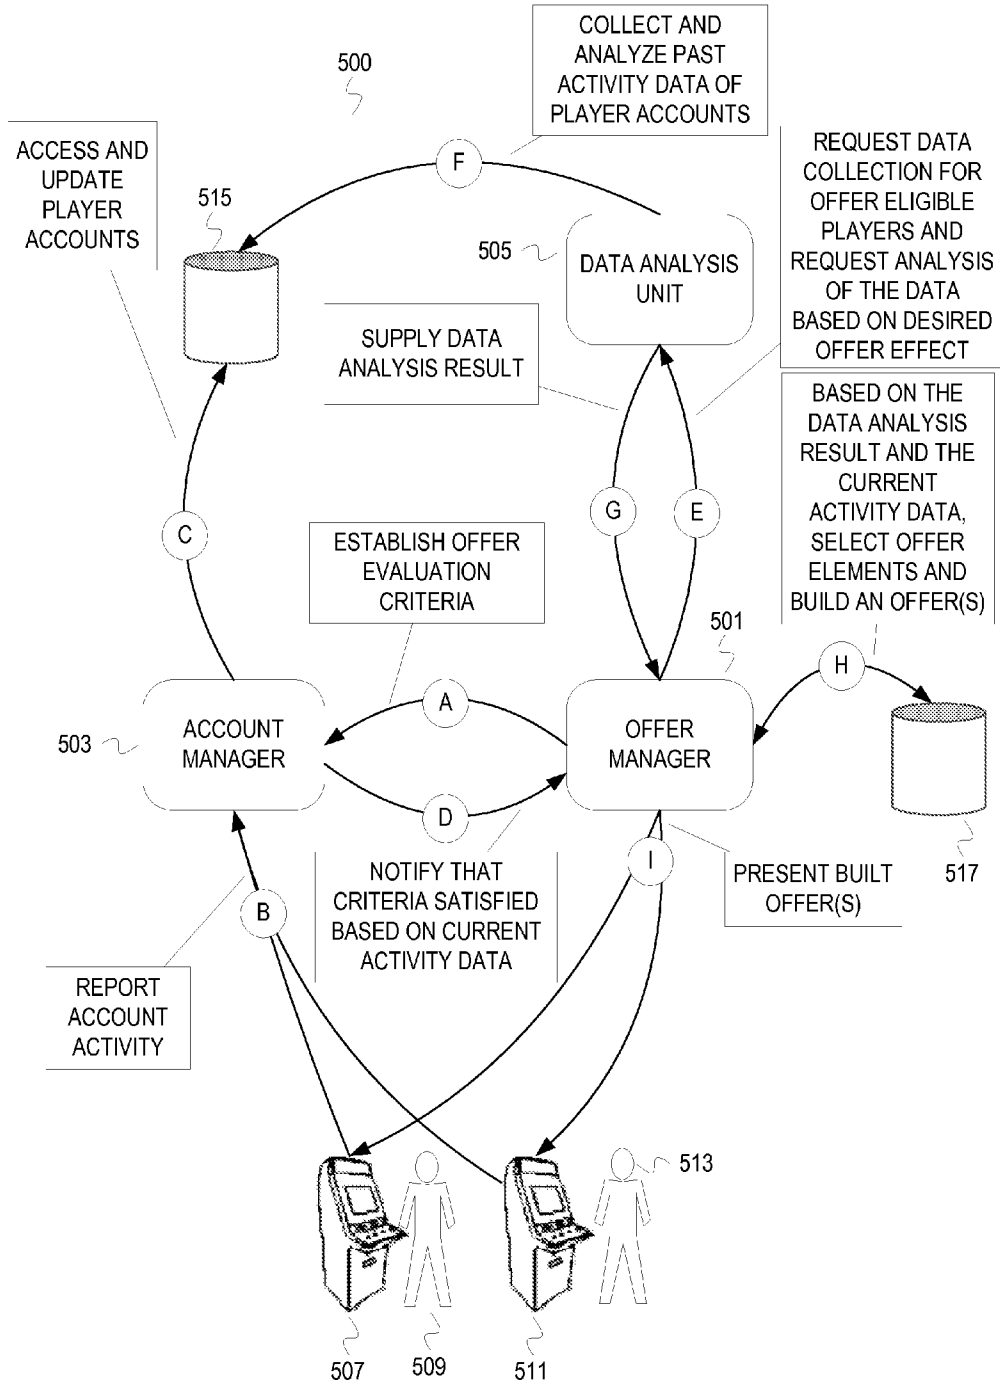 COLLECT AND
ANALYZE PAST
ACTIVITY DATA OF
PLAYER ACCOUNTS
500
ACCESS AND
UPDATE
PLAYER
ACCOUNTS
515
F
505
DATA ANALYSIS
UNIT
REQUEST DATA
COLLECTION FOR
OFFER ELIGIBLE
PLAYERS AND
REQUEST ANALYSIS
OF THE DATA
BASED ON DESIRED
OFFER EFFECT
SUPPLY DATA
ANALYSIS RESULT
BASED ON THE
DATA ANALYSIS
RESULT AND THE
CURRENT
ACTIVITY DATA,
SELECT OFFER
ELEMENTS AND
BUILD AN OFFER(S)
C
G
E
ESTABLISH OFFER
EVALUATION
CRITERIA
501
H
503
ACCOUNT
MANAGER
A
OFFER
MANAGER
D
517
NOTIFY THAT
CRITERIA SATISFIED
BASED ON CURRENT
ACTIVITY DATA
I
PRESENT BUILT
OFFER(S)
B
REPORT
ACCOUNT
ACTIVITY
513
507
509
511